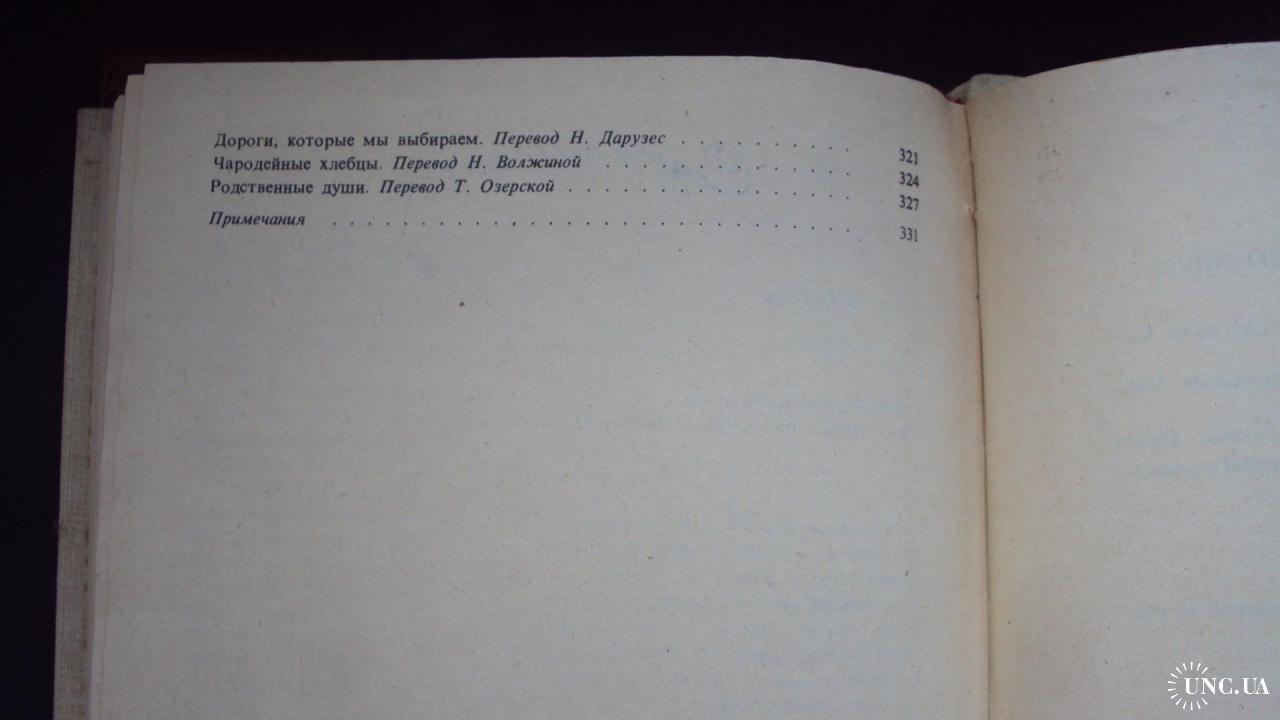 Дороги, которые мы выбираем. Перевод Н. Дарузес . . . . . . . . . . 321
Чародейные хлебцы. Перевод Н. Волжиной . . . . . . . . . . . . . . 324
Родственные души. Перевод Т. Озерской . . . . . . . . . . . . . . . . 327
Примечания . . . . . . . . . . . . . . . . . . . . . . . . . . . . . 331
UNC.UA